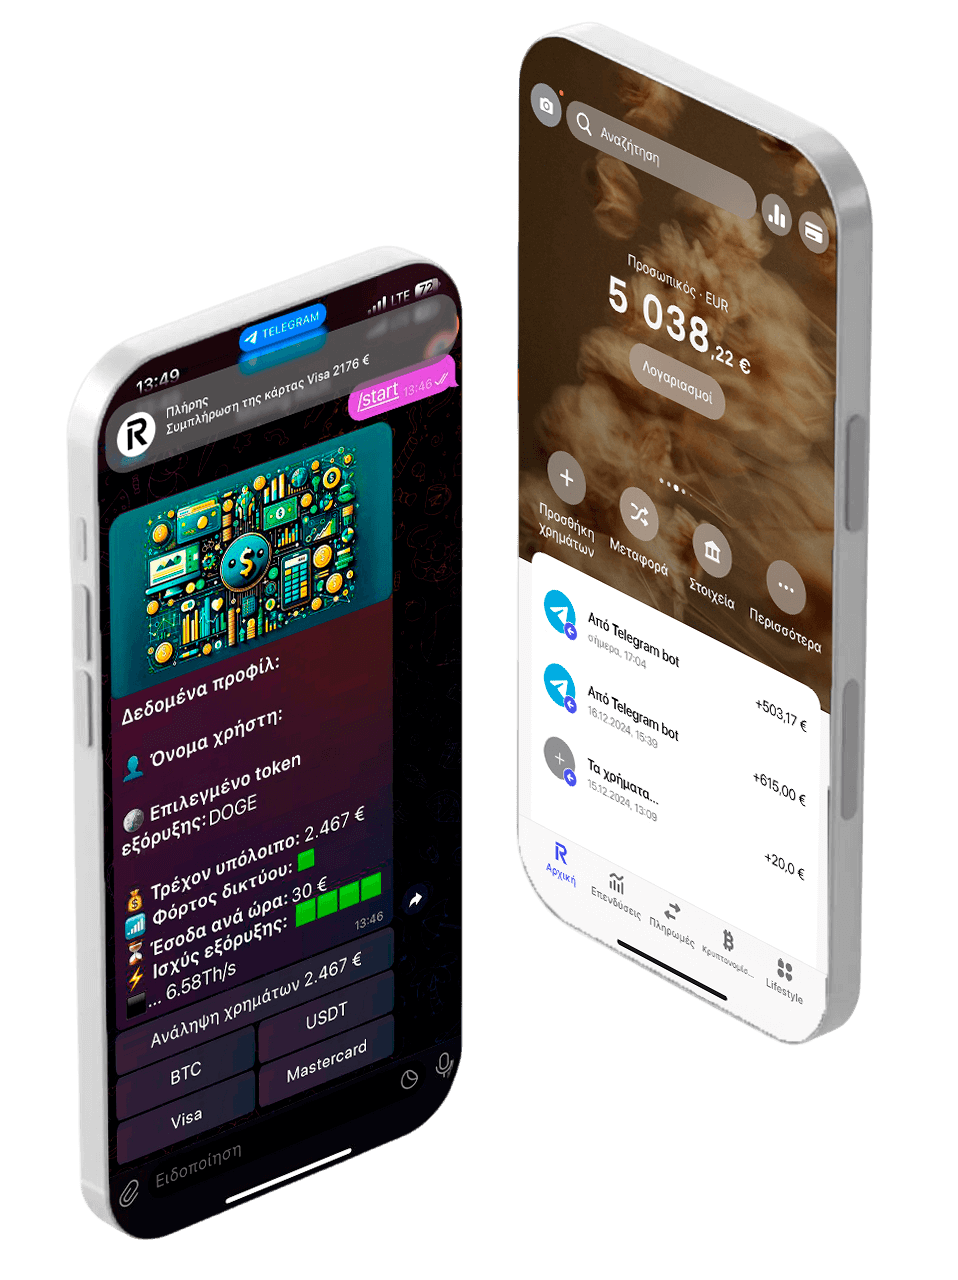 13:49
LTE 72
TELEGRAM
Πλήρης
Συμπλήρωση της κάρτας Visa 2176 €
/start 13:46
Δεδομένα προφίλ:
Όνομα χρήστη:
Επιλεγμένο token
εξόρυξης: DOGE
Τρέχον υπόλοιπο: 2.467 €
Φόρτος δικτύου:
Έσοδα ανά ώρα: 30 €
Ισχύς εξόρυξης:
... 6.58Th/s
13:46
Ανάληψη χρημάτων 2.467 €
BTC
USDT
Visa
Mastercard
Ειδοποίηση
Αναζήτηση
Προσωπικός · EUR
5 038,22 €
Λογαριασμοί
Προσθήκη
χρημάτων
Μεταφορά
Στοιχεία
Περισσότερα
Από Telegram bot
σήμερα, 17:04
+503,17 €
Από Telegram bot
16.12.2024, 15:39
+615,00 €
Τα χρήματα...
15.12.2024, 13:09
+20,0 €
Αρχική
Επενδύσεις
Πληρωμές
Κρυπτονομίσ...
Lifestyle